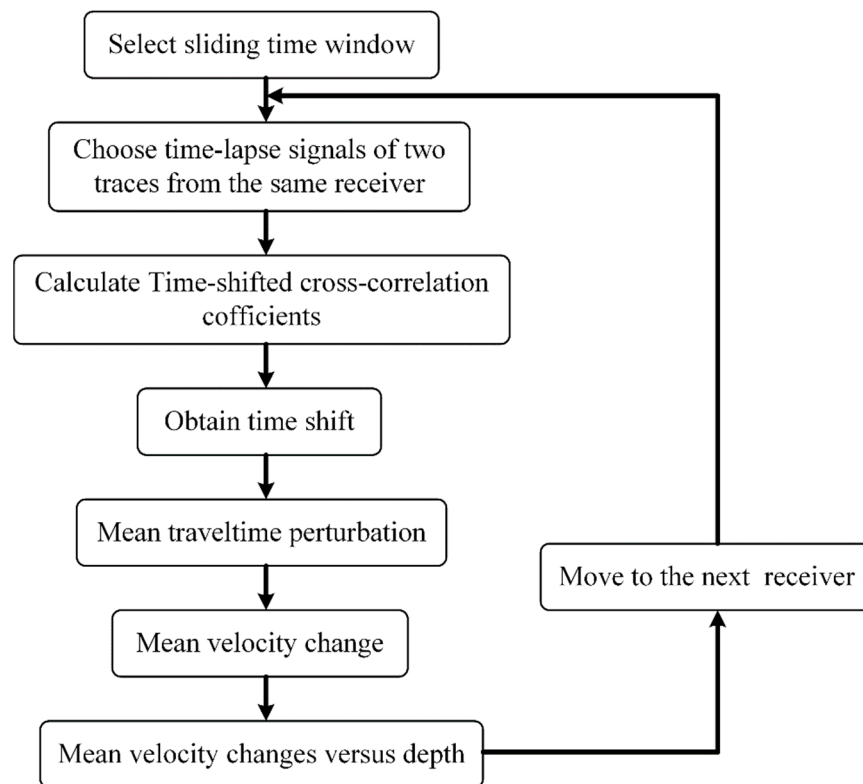 Select sliding time window
Choose time-lapse signals of two
traces from the same receiver
Calculate Time-shifted cross-correlation
cofficients
Obtain time shift
Mean traveltime perturbation
Mean velocity change
Mean velocity changes versus depth
Move to the next receiver